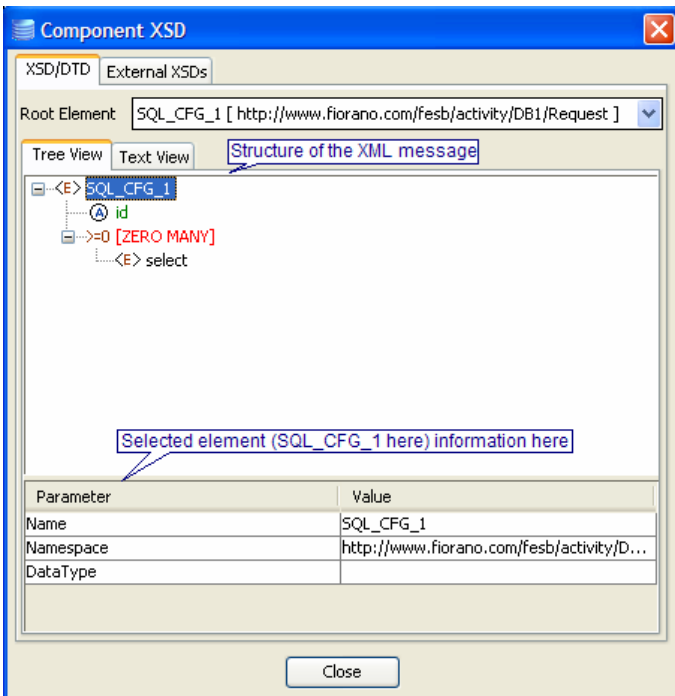 Component XSD
XSD/DTD External XSDs
Root Element SQL_CFG_1 [ http://www.fiorano.com/fesb/activity/DB1/Request ]
Tree View Text View Structure of the XML message
<E> SQL_CFG_1
A id
>=0 [ZERO MANY]
<E> select
Selected element (SQL_CFG_1 here) information here
Parameter Value
Name SQL_CFG_1
Namespace http://www.fiorano.com/fesb/activity/D...
DataType
Close